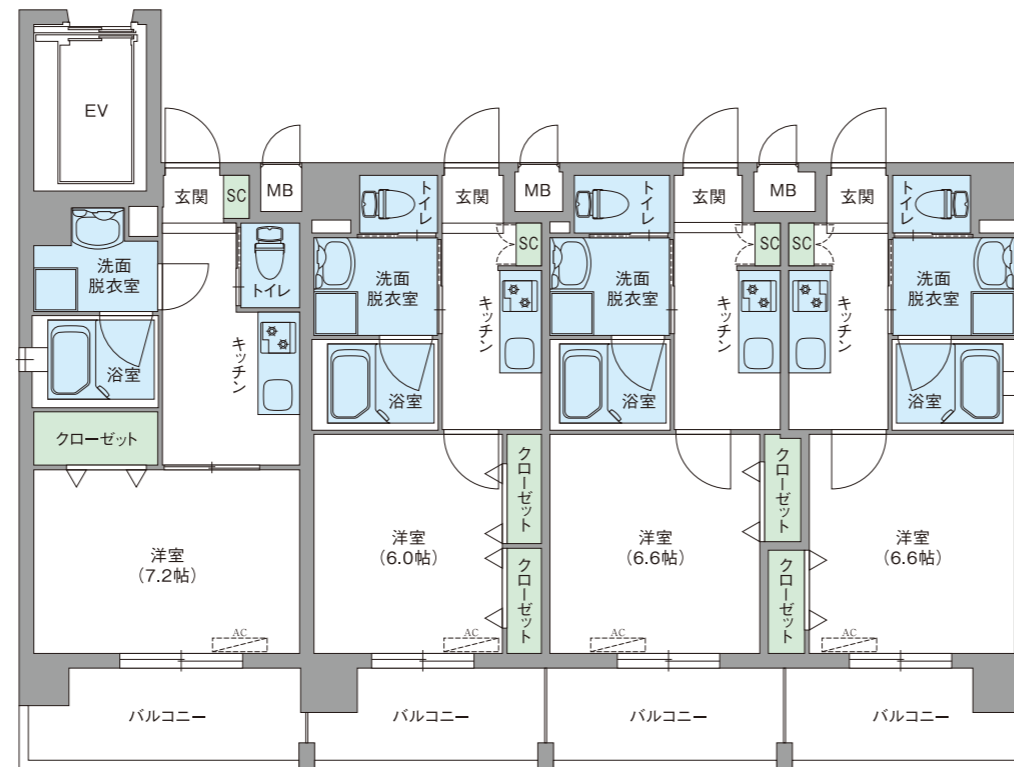 EV
玄関
SC
MB
洗面
脱衣室
トイレ
キッチン
浴室
クローゼット
洋室
（7.2帖）
AC
バルコニー
トイレ
玄関
MB
洗面
脱衣室
SC
キッチン
浴室
クローゼット
洋室
（6.0帖）
クローゼット
AC
バルコニー
トイレ
玄関
MB
洗面
脱衣室
SC
キッチン
浴室
クローゼット
洋室
（6.6帖）
AC
バルコニー
玄関
トイレ
SC
洗面
脱衣室
キッチン
浴室
洋室
（6.6帖）
クローゼット
AC
バルコニー